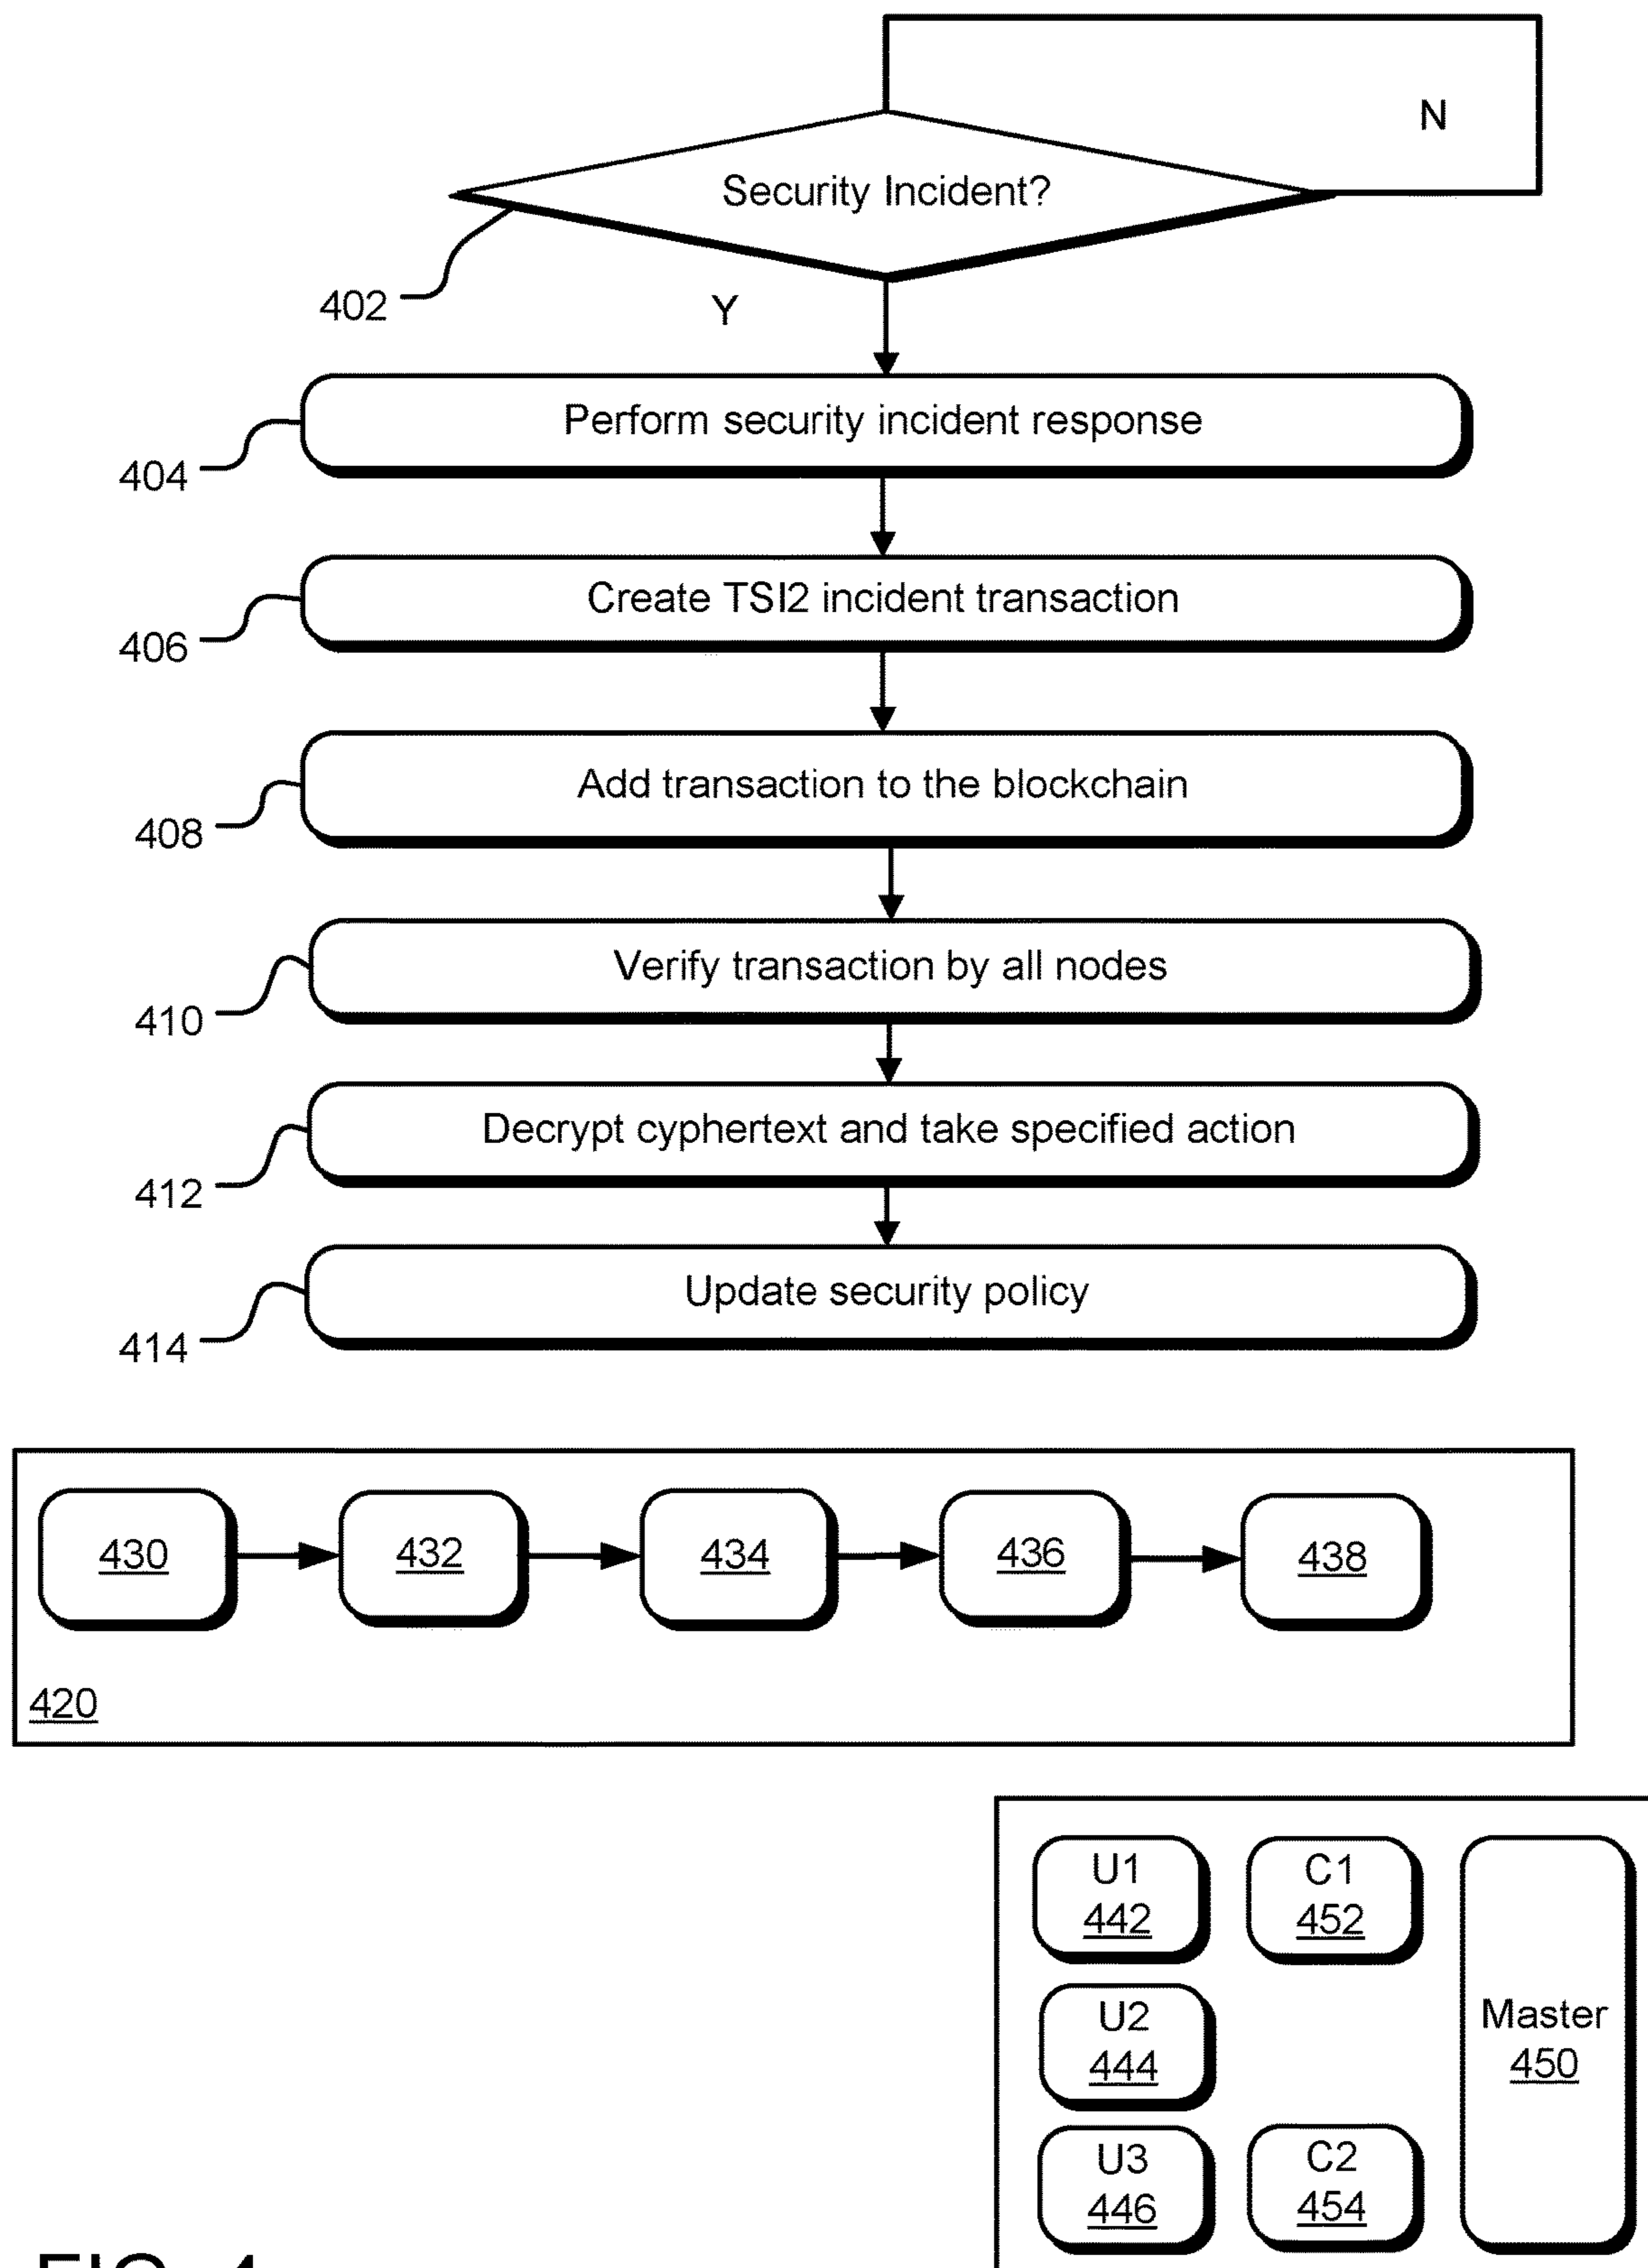 N
Security Incident?
402
Y
Perform security incident response
404
Create TSI2 incident transaction
406
Add transaction to the blockchain
408
Verify transaction by all nodes
410
Decrypt cyphertext and take specified action
412
Update security policy
414
430
432
434
436
438
420
U1
442
C1
452
U2
444
Master
450
U3
446
C2
454